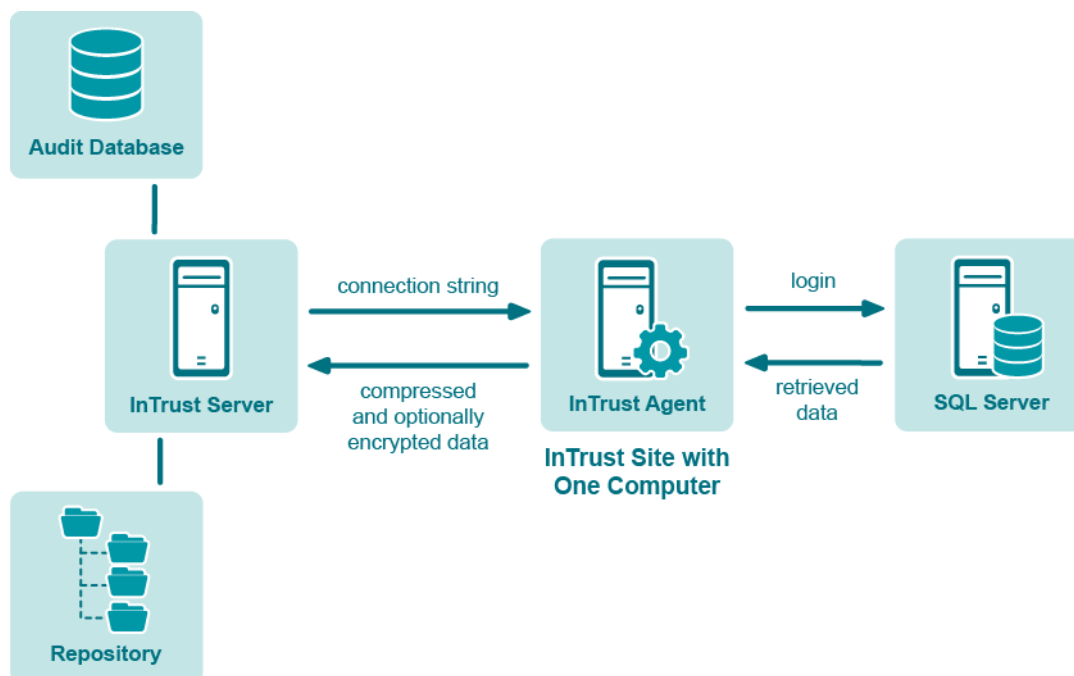 Audit Database
connection string
login
InTrust Server
compressed
and optionally
encrypted data
InTrust Agent
retrieved
data
SQL Server
InTrust Site with
One Computer
Repository